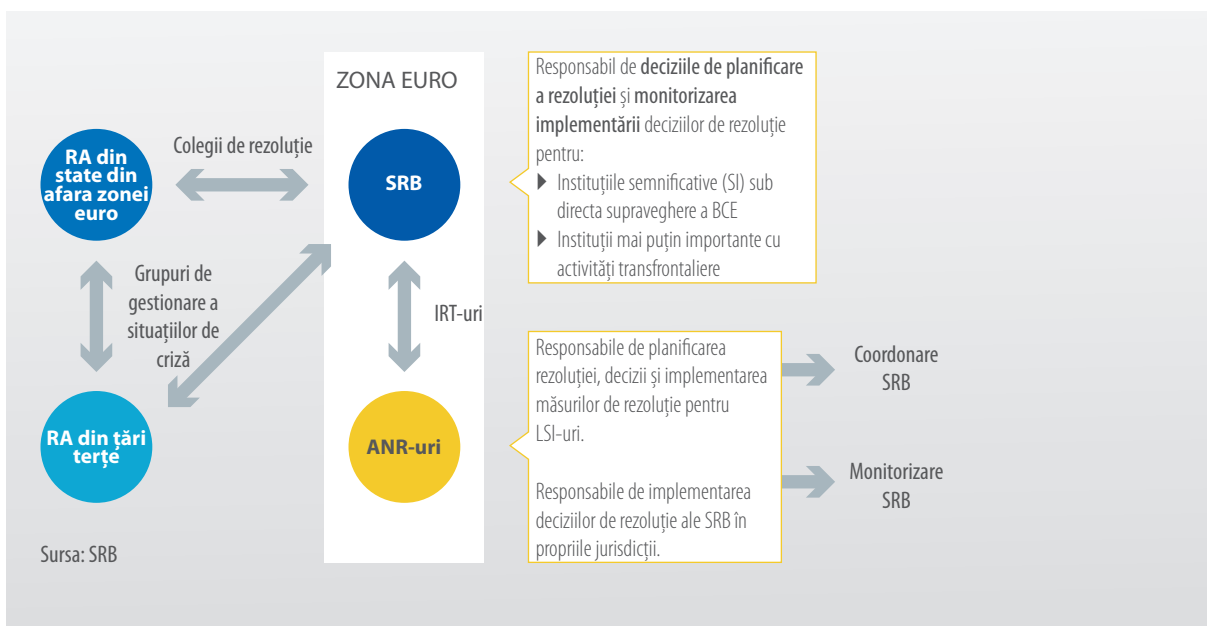 ZONA EURO
RA din
state din
afara zonei
euro
Colegii de rezoluție
SRB
Responsabil de deciziile de planificare
a rezoluției și monitorizarea
implementării deciziilor de rezoluție
pentru:
Instituțiile semnificative (SI) sub
directa supraveghere a BCE
Instituții mai puțin importante cu
activități transfrontaliere
Grupuri de
gestionare a
situațiilor de
criză
IRT-uri
RA din țări
terțe
ANR-uri
Responsabile de planificarea
rezoluției, decizii și implementarea
măsurilor de rezoluție pentru
LSI-uri.
Responsabile de implementarea
deciziilor de rezoluție ale SRB în
propriile jurisdicții.
Coordonare
SRB
Monitorizare
SRB
Sursa: SRB